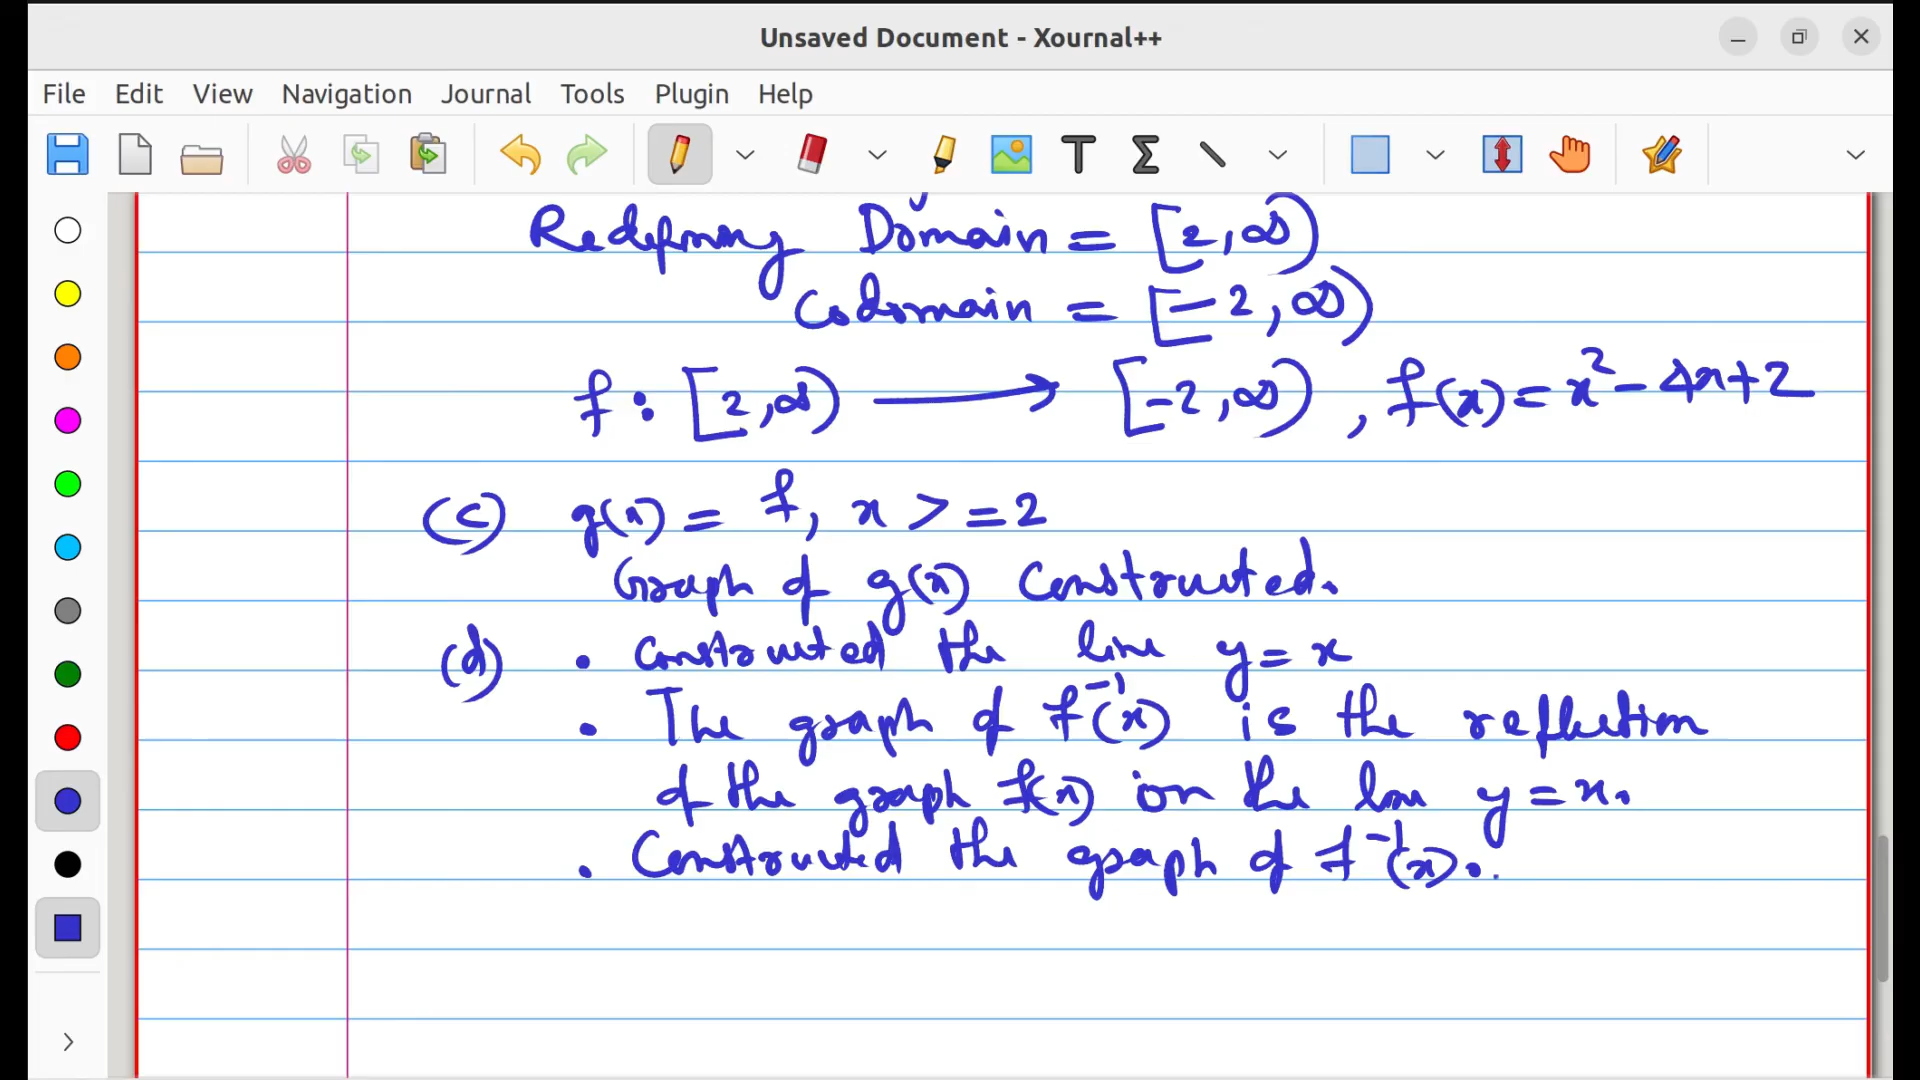 Unsaved Document - Xournal++
File Edit View Navigation Journal Tools Plugin Help
Redefining Domain = [2, ∞)
Codomain = [-2, ∞)
f : [2, ∞) → [-2, ∞), f(x) = x² - 4x + 2
(c) g(x) = f, x >= 2
Graph of g(x) Constructed.
(d) • Constructed the line y = x
• The graph of f⁻¹(x) is the reflection
of the graph f(x) on the line y = x.
• Constructed the graph of f⁻¹(x).